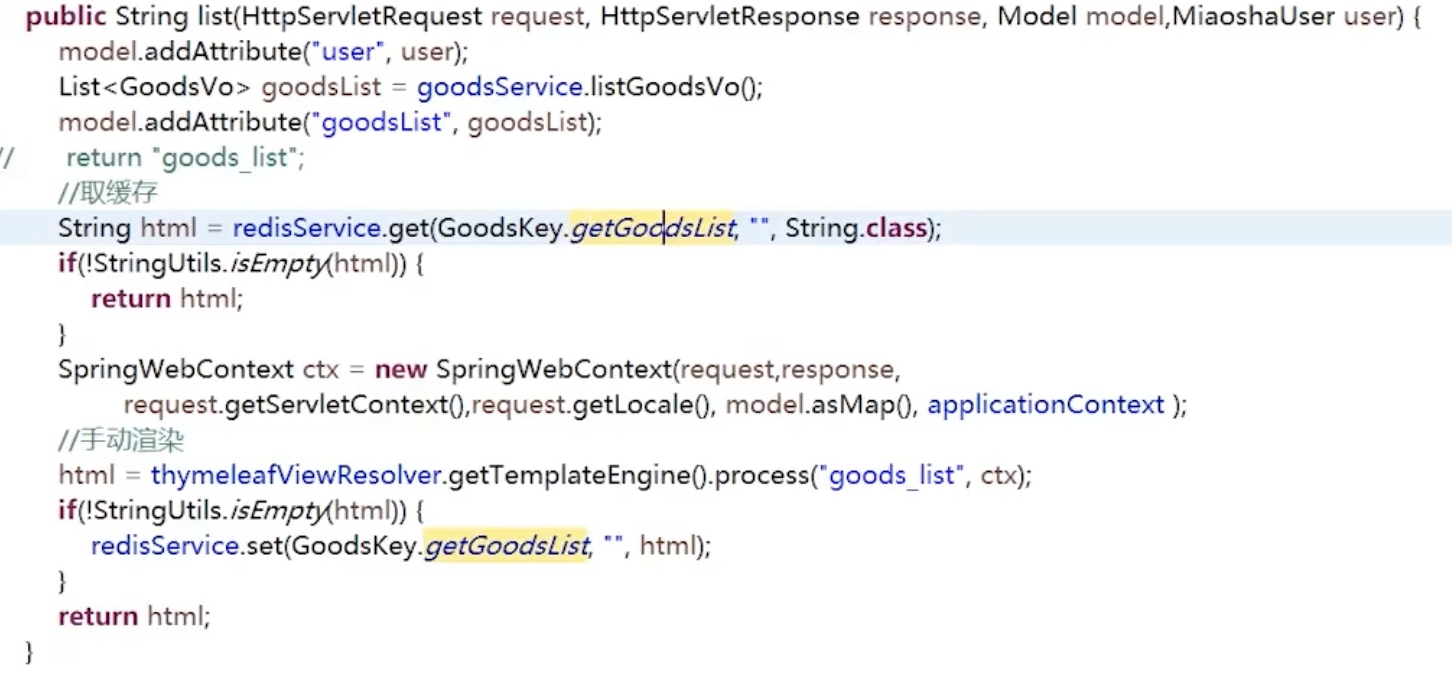 public String list(HttpServletRequest request, HttpServletResponse response, Model model,MiaoshaUser user) {
model.addAttribute("user", user);
List<GoodsVo> goodsList = goodsService.listGoodsVo();
model.addAttribute("goodsList", goodsList);
// return "goods_list";
//取缓存
String html = redisService.get(GoodsKey.getGoodsList, "", String.class);
if(!StringUtils.isEmpty(html)) {
return html;
}
SpringWebContext ctx = new SpringWebContext(request,response,
request.getServletContext(),request.getLocale(), model.asMap(), applicationContext );
//手动渲染
html = thymeleafViewResolver.getTemplateEngine().process("goods_list", ctx);
if(!StringUtils.isEmpty(html)) {
redisService.set(GoodsKey.getGoodsList, "", html);
}
return html;
}